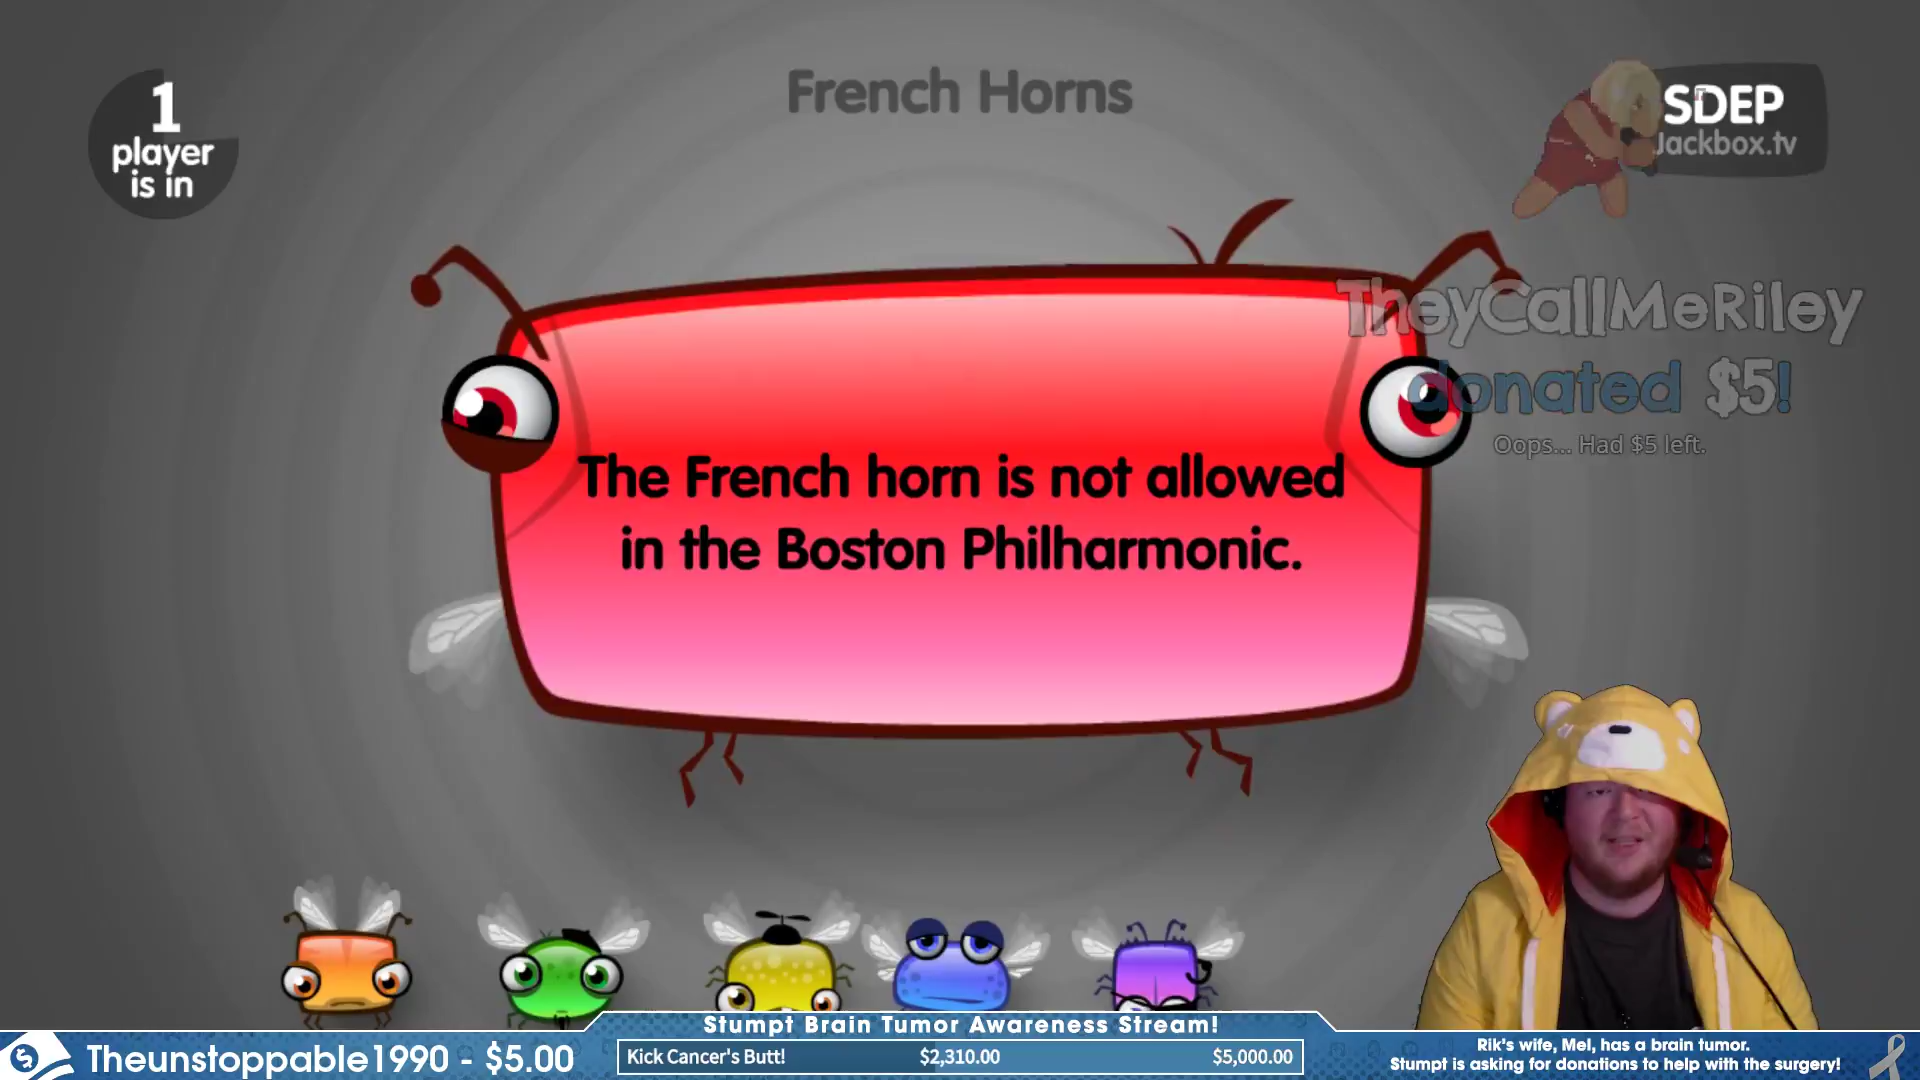 French Horns
1
player
is in
SDEP
Jackbox.tv
TheyCallMeRiley
donated $5!
Oops... Had $5 left.
The French horn is not allowed
in the Boston Philharmonic.
Stumpt Brain Tumor Awareness Stream!
Theunstoppable1990 - $5.00
Kick Cancer's Butt! $2,310.00 $5,000.00
Rik's wife, Mel, has a brain tumor.
Stumpt is asking for donations to help with the surgery!